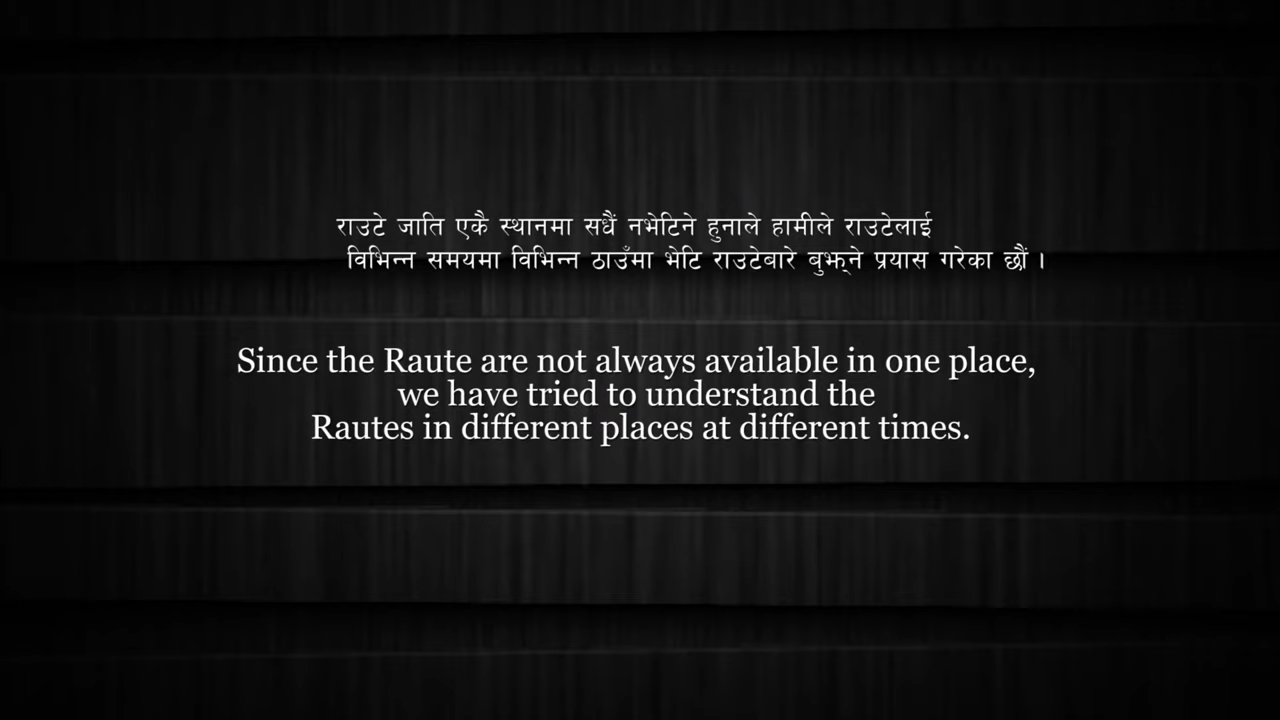 राउटे जाति एकै स्थानमा सधैं नभेटिने हुनाले हामीले राउटेलाई
विभिन्न समयमा विभिन्न ठाउँमा भेटि राउटेबारे बुझ्ने प्रयास गरेका छौं ।
Since the Raute are not always available in one place,
we have tried to understand the
Rautes in different places at different times.